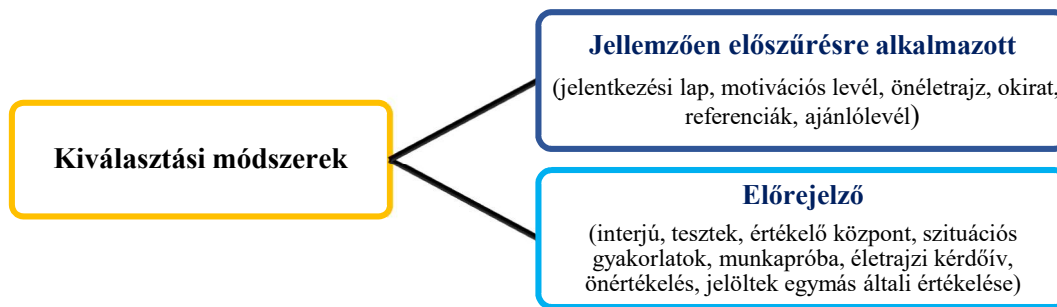 Kiválasztási módszerek
Jellemzően előszűrésre alkalmazott
(jelentkezési lap, motivációs levél, önéletrajz, okirat,
referenciák, ajánlólevél)
Előrejelző
(interjú, tesztek, értékelő központ, szituációs
gyakorlatok, munkapróba, életrajzi kérdőív,
önértékelés, jelöltek egymás általi értékelése)